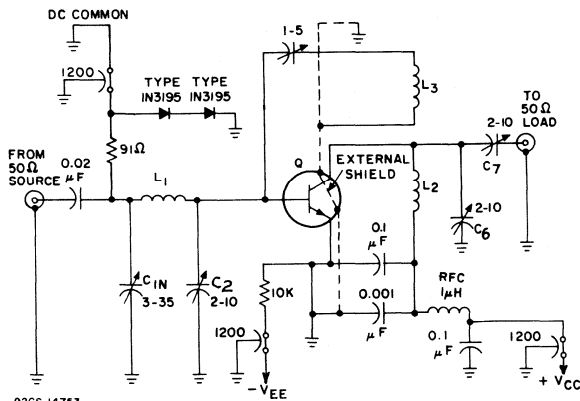 DC COMMON
1200
TYPE TYPE
1N3195 1N3195
1-5
L3
TO
50Ω
LOAD
2-10
C7
FROM
50Ω
SOURCE
0.02
μF
91Ω
L1
Q
EXTERNAL
SHIELD
L2
2-10
C6
CIN
3-35
C2
2-10
10K
0.1
μF
0.001
μF
RFC
1μH
0.1
μF
1200
1200
-VEE
+ VCC
92CS-14753